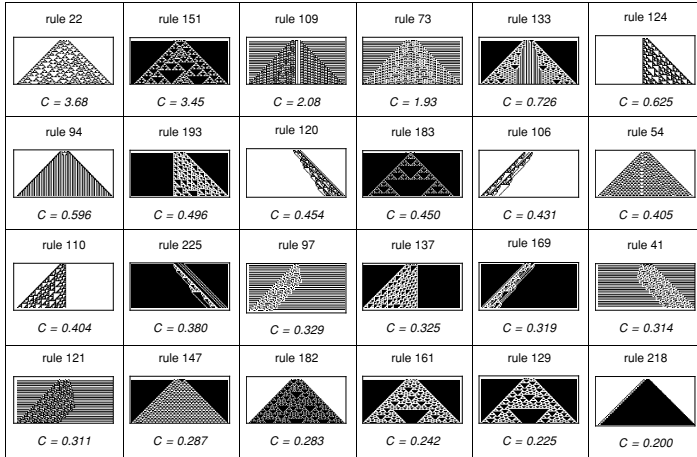 rule 22 rule 151 rule 109 rule 73 rule 133 rule 124
C = 3.68 C = 3.45 C = 2.08 C = 1.93 C = 0.726 C = 0.625
rule 94 rule 193 rule 120 rule 183 rule 106 rule 54
C = 0.596 C = 0.496 C = 0.454 C = 0.450 C = 0.431 C = 0.405
rule 110 rule 225 rule 97 rule 137 rule 169 rule 41
C = 0.404 C = 0.380 C = 0.329 C = 0.325 C = 0.319 C = 0.314
rule 121 rule 147 rule 182 rule 161 rule 129 rule 218
C = 0.311 C = 0.287 C = 0.283 C = 0.242 C = 0.225 C = 0.200